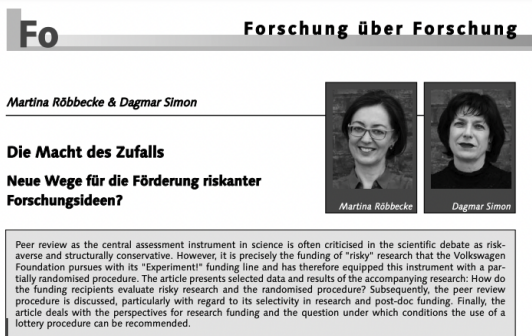 Fo
Forschung über Forschung
Martina Röbbecke & Dagmar Simon
Die Macht des Zufalls
Neue Wege für die Förderung riskanter
Forschungsideen?
Martina Röbbecke
Dagmar Simon
Peer review as the central assessment instrument in science is often criticised in the scientific debate as risk-
averse and structurally conservative. However, it is precisely the funding of "risky" research that the Volkswagen
Foundation pursues with its "Experiment!" funding line and has therefore equipped this instrument with a par-
tially randomised procedure. The article presents selected data and results of the accompanying research: How do
the funding recipients evaluate risky research and the randomised procedure? Subsequently, the peer review
procedure is discussed, particularly with regard to its selectivity in research and post-doc funding. Finally, the
article deals with the perspectives for research funding and the question under which conditions the use of a
lottery procedure can be recommended.